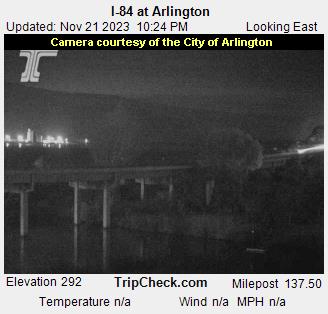 I-84 at Arlington
Updated: Nov 21 2023 10:24 PM Looking East
Camera courtesy of the City of Arlington
Elevation 292 TripCheck.com Milepost 137.50
Temperature n/a Wind n/a MPH n/a